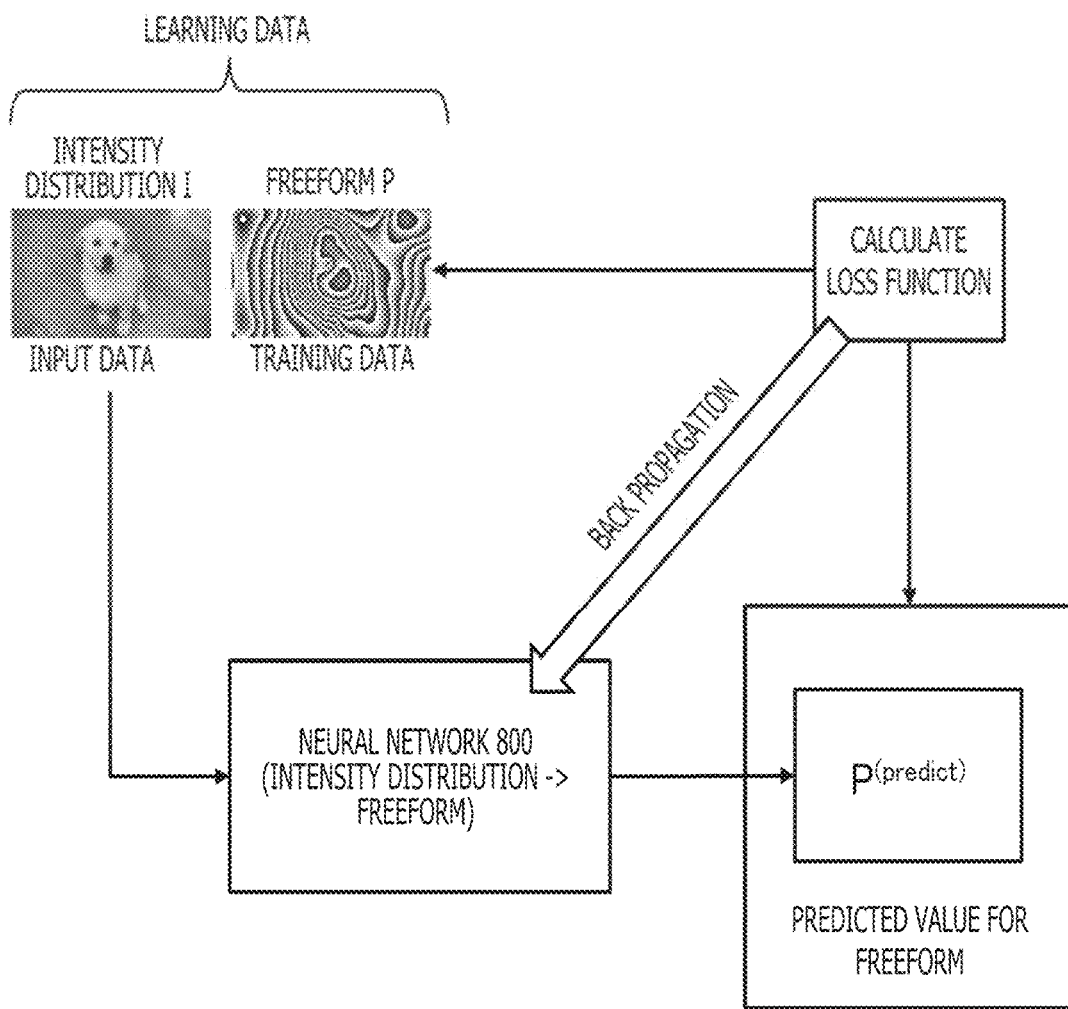 LEARNING DATA
INTENSITY
DISTRIBUTION I
FREEFORM P
INPUT DATA
TRAINING DATA
CALCULATE
LOSS FUNCTION
BACK PROPAGATION
NEURAL NETWORK 800
(INTENSITY DISTRIBUTION ->
FREEFORM)
P(predict)
PREDICTED VALUE FOR
FREEFORM